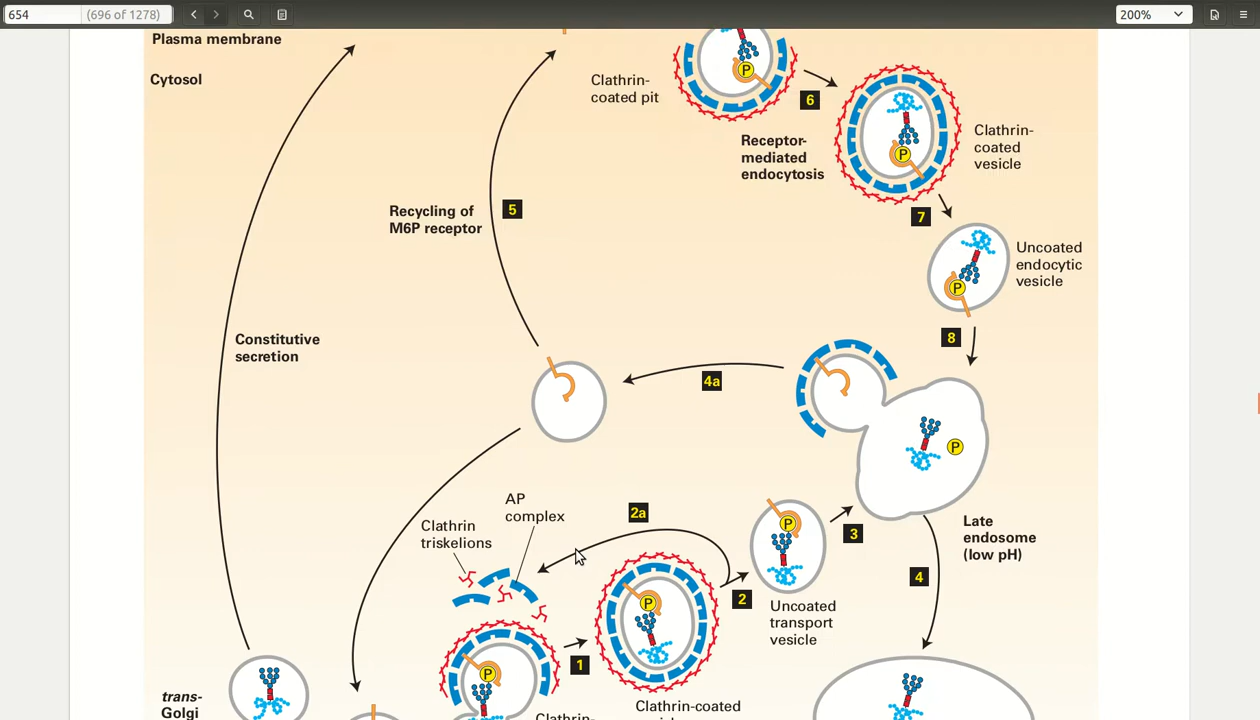 654
(696 of 1278)
200%
Plasma membrane
Cytosol
Clathrin-
coated pit
P
6
P
Receptor-
mediated
endocytosis
Clathrin-
coated
vesicle
7
Recycling of
M6P receptor
5
P
Uncoated
endocytic
vesicle
8
Constitutive
secretion
4a
P
AP
complex
Clathrin
triskelions
2a
P
3
Late
endosome
(low pH)
4
2
Uncoated
transport
vesicle
P
1
P
trans-
Golgi
Clathrin-
Clathrin-coated